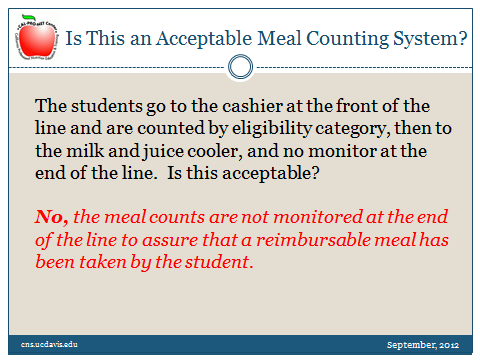 Is This an Acceptable Meal Counting System?
The students go to the cashier at the front of the
line and are counted by eligibility category, then to
the milk and juice cooler, and no monitor at the
end of the line.  Is this acceptable?
No, the meal counts are not monitored at the end
of the line to assure that a reimbursable meal has
been taken by the student.
cns.ucdavis.edu
September, 2012